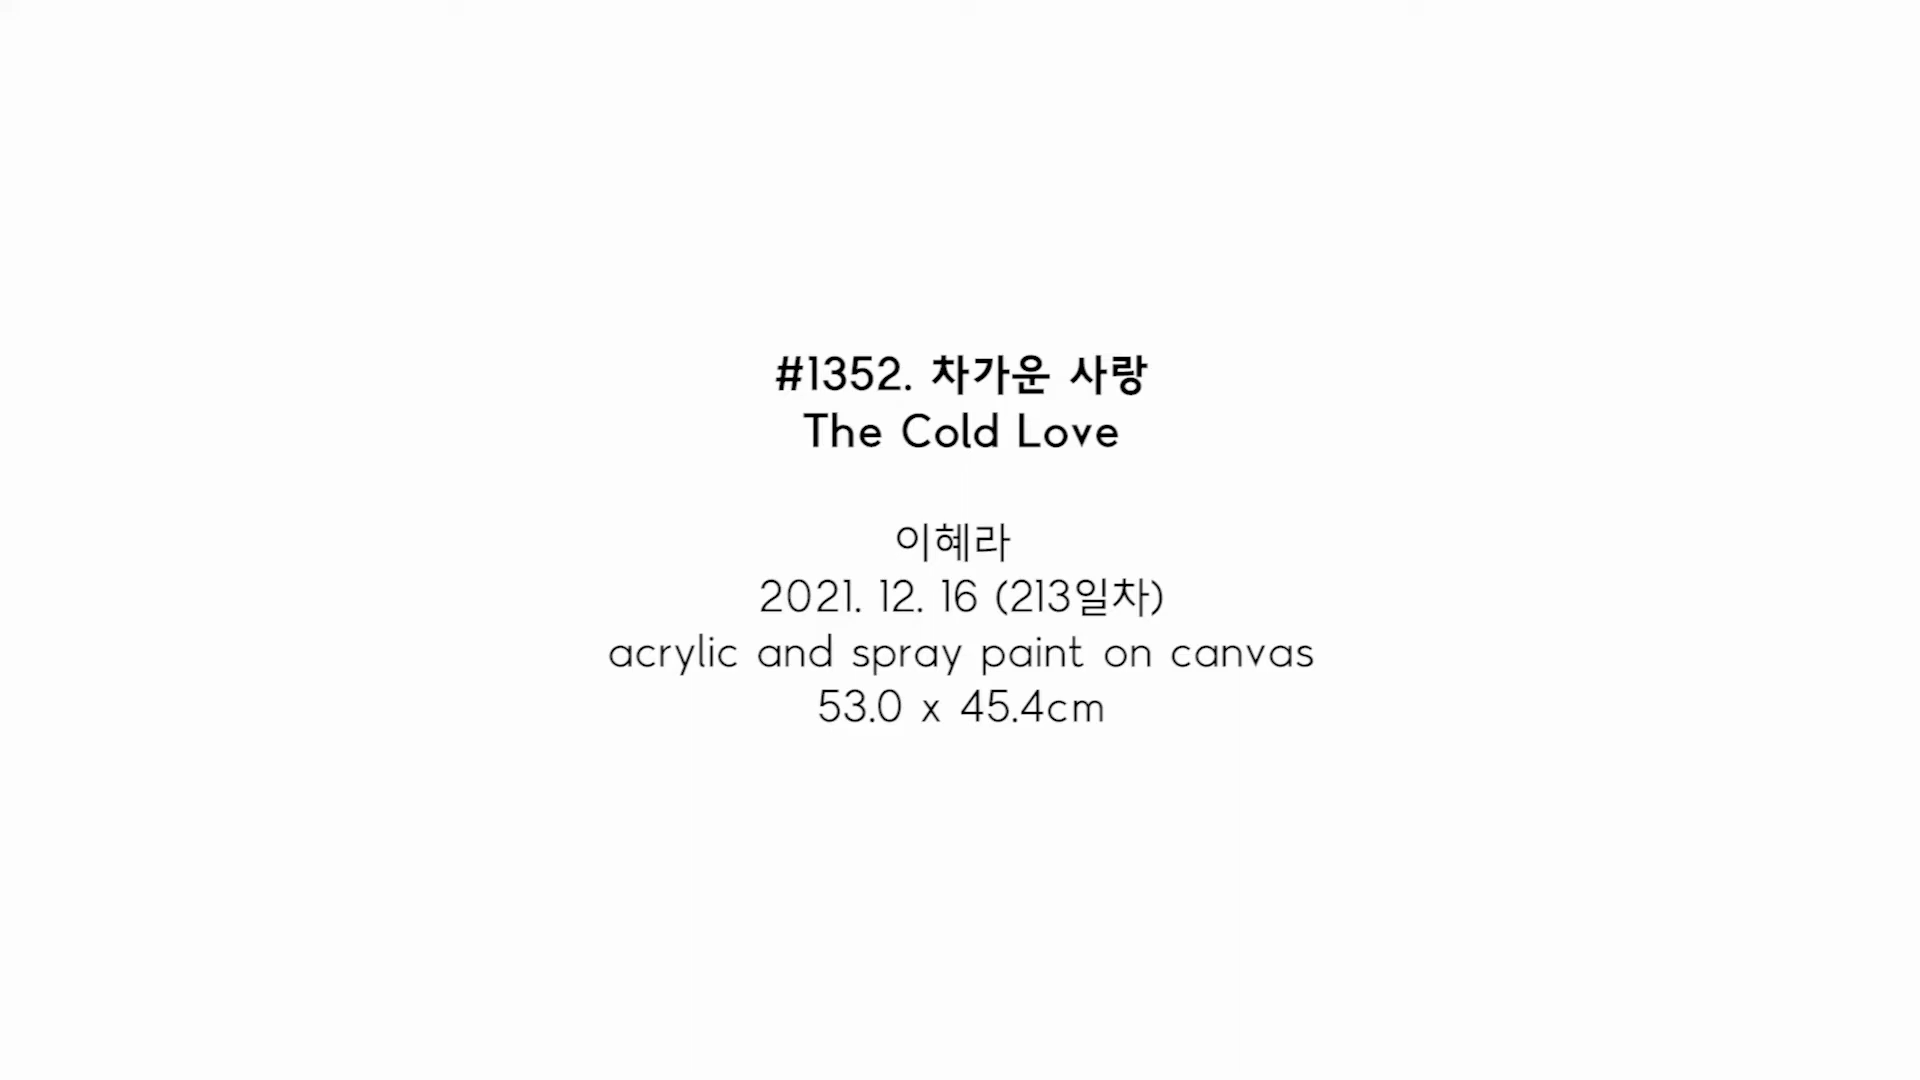 #1352. 차가운 사랑
The Cold Love
이혜라
2021. 12. 16 (213일차)
acrylic and spray paint on canvas
53.0 x 45.4cm